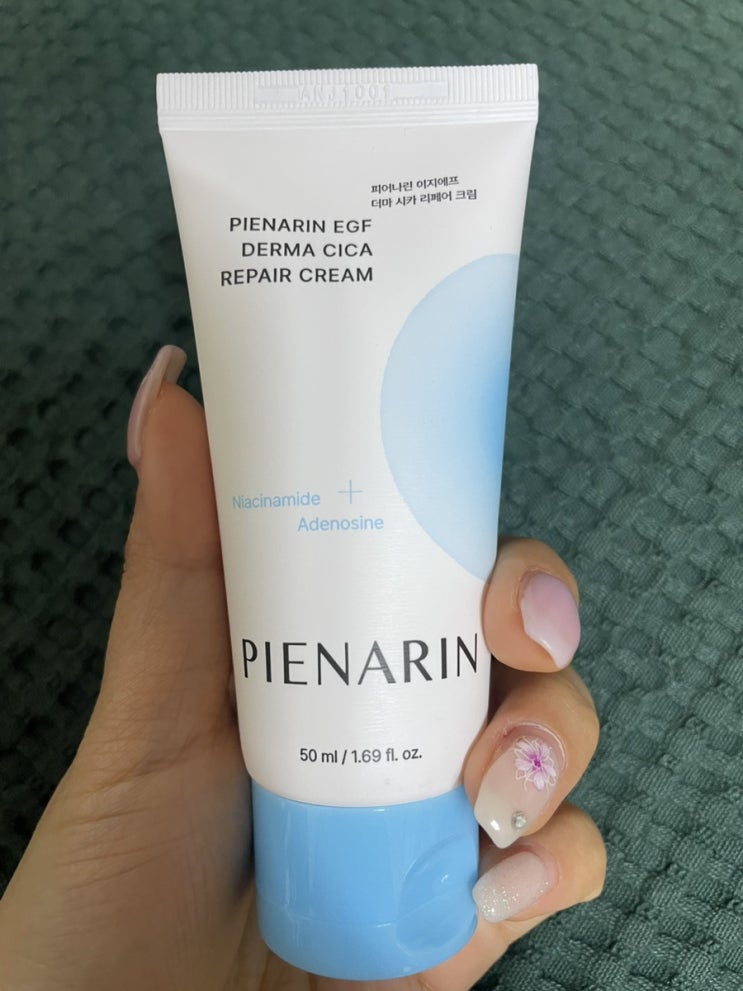 ANJ1001
피어나린 이지에프
더마 시카 리페어 크림
PIENARIN EGF
DERMA CICA
REPAIR CREAM
Niacinamide +
Adenosine
PIENARIN
50 ml / 1.69 fl. oz.